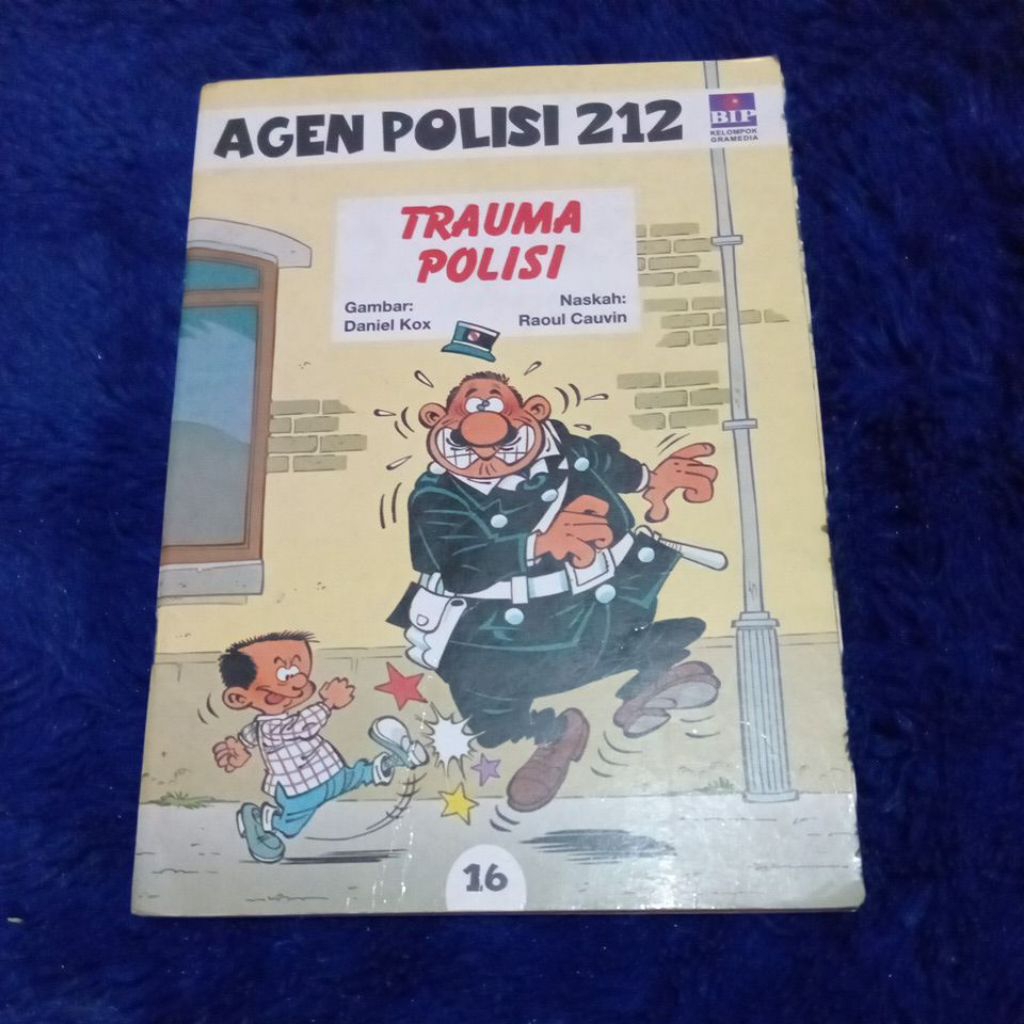 AGEN POLISI 212
BIP
KELOMPOK
GRAMEDIA
TRAUMA
POLISI
Gambar:
Daniel Kox
Naskah:
Raoul Cauvin
16